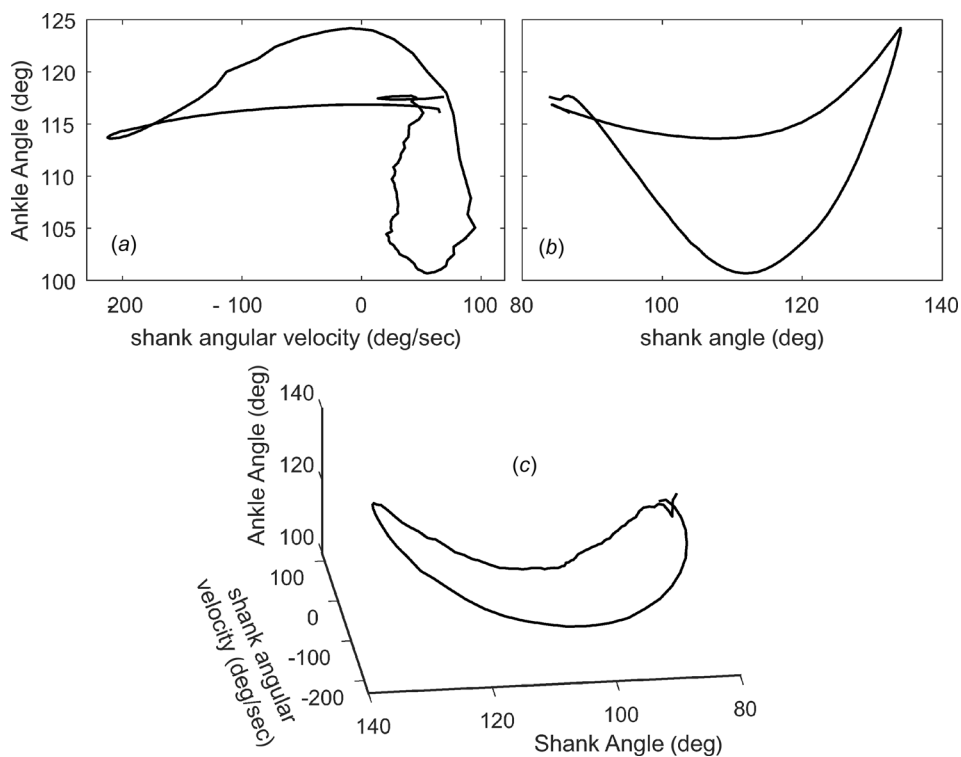 125
120
115
110
105
100
Ankle Angle (deg)
(a)
-200 - 100 0 100
shank angular velocity (deg/sec)
(b)
80 100 120 140
shank angle (deg)
140
120
100
Ankle Angle (deg)
(c)
100
0
-100
-200
shank angular
velocity (deg/sec)
140 120 100 80
Shank Angle (deg)